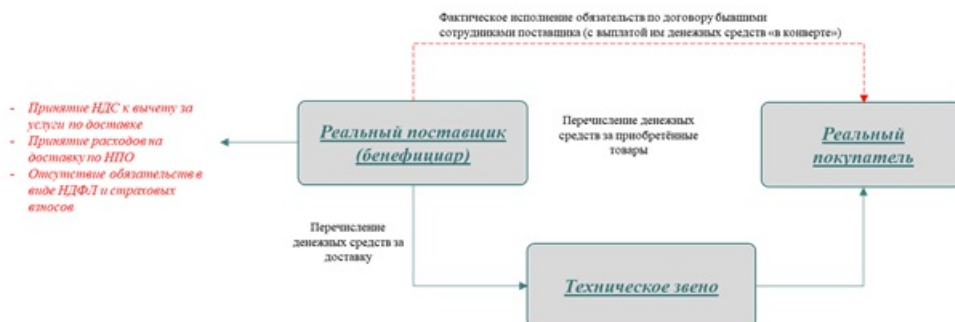 Фактическое исполнение обязательств по договору бывшими
сотрудниками поставщика (с выплатой им денежных средств «в конверте»)
- Принятие НДС к вычету за
услуги по доставке
- Принятие расходов на
доставку по НПО
- Отсутствие обязательств в
виде НДФЛ и страховых
взносов
Реальный поставщик
(бенефициар)
Перечисление денежных
средств за приобретённые
товары
Реальный
покупатель
Перечисление
денежных средств за
доставку
Техническое звено